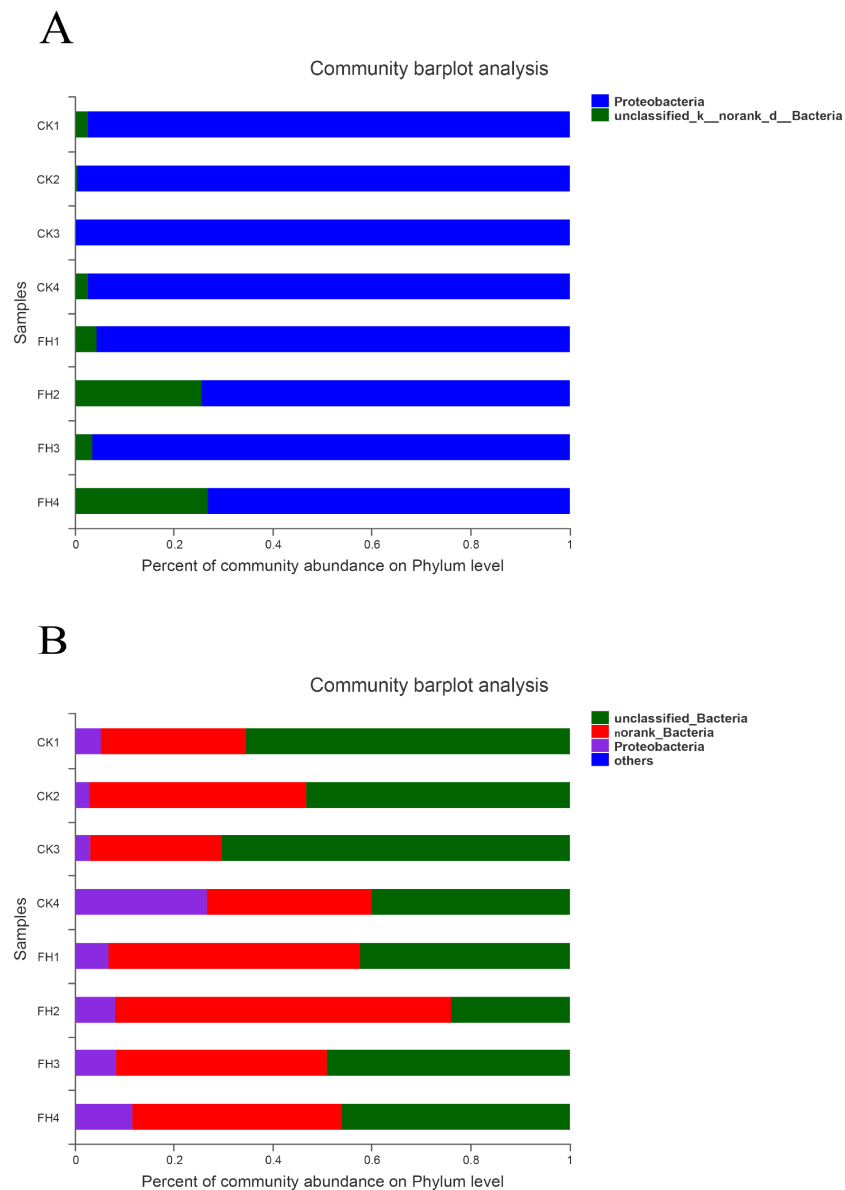 A
Community barplot analysis
Proteobacteria
unclassified_k__norank_d__Bacteria
CK1
CK2
CK3
CK4
FH1
FH2
FH3
FH4
Samples
0 0.2 0.4 0.6 0.8 1
Percent of community abundance on Phylum level
B
Community barplot analysis
unclassified_Bacteria
norank_Bacteria
Proteobacteria
others
CK1
CK2
CK3
CK4
FH1
FH2
FH3
FH4
Samples
0 0.2 0.4 0.6 0.8 1
Percent of community abundance on Phylum level